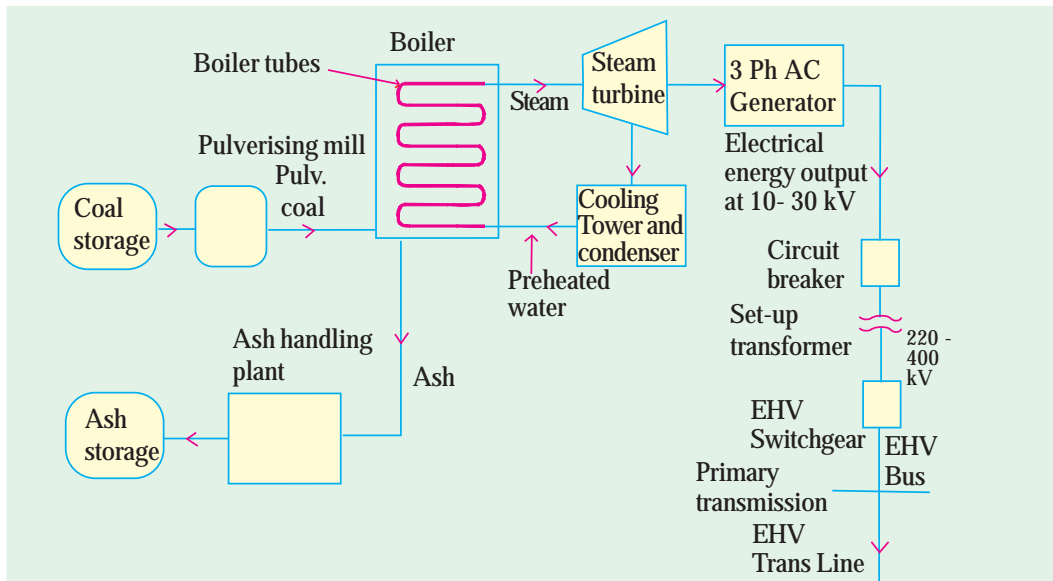 Boiler
Boiler tubes
Steam
Steam
turbine
3 Ph AC
Generator
Pulverising mill
Pulv.
coal
Coal
storage
Cooling
Tower and
condenser
Electrical
energy output
at 10- 30 kV
Preheated
water
Circuit
breaker
Set-up
transformer
220 -
400
kV
Ash handling
plant
Ash
Ash
storage
EHV
Switchgear
EHV
Bus
Primary
transmission
EHV
Trans Line